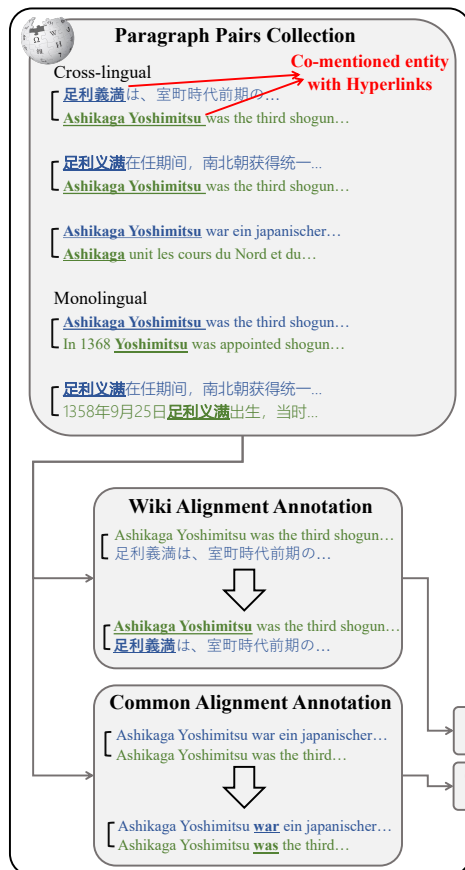 Paragraph Pairs Collection
Cross-lingual
Co-mentioned entity
with Hyperlinks
足利義満は、室町時代前期の…
Ashikaga Yoshimitsu was the third shogun…
足利义满在任期间，南北朝获得统一...
Ashikaga Yoshimitsu was the third shogun…
Ashikaga Yoshimitsu war ein japanischer…
Ashikaga unit les cours du Nord et du…
Monolingual
Ashikaga Yoshimitsu was the third shogun…
In 1368 Yoshimitsu was appointed shogun…
足利义满在任期间，南北朝获得统一...
1358年9月25日足利义满出生，当时...
Wiki Alignment Annotation
Ashikaga Yoshimitsu was the third shogun…
足利義満は、室町時代前期の…
Ashikaga Yoshimitsu was the third shogun…
足利義満は、室町時代前期の…
Common Alignment Annotation
Ashikaga Yoshimitsu war ein japanischer…
Ashikaga Yoshimitsu was the third…
Ashikaga Yoshimitsu war ein japanischer…
Ashikaga Yoshimitsu was the third…